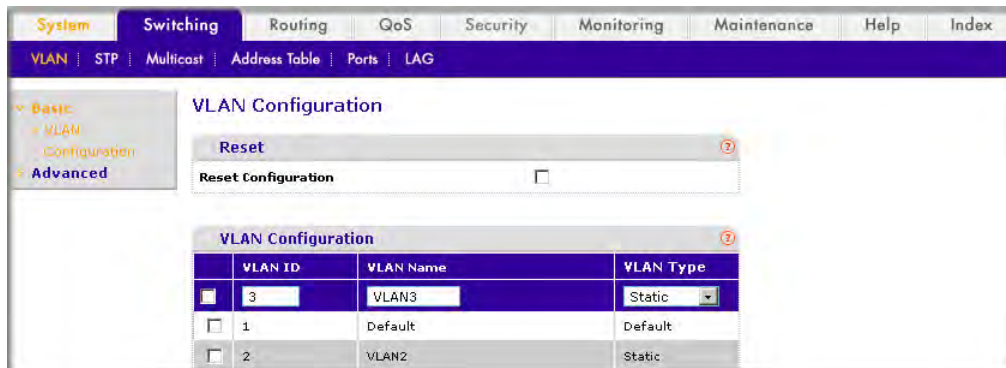 System Switching Routing QoS Security Monitoring Maintenance Help Index
VLAN STP Multicast Address Table Ports LAG
Basic
VLAN
Configuration
Advanced
VLAN Configuration
Reset
Reset Configuration
VLAN Configuration
VLAN ID VLAN Name VLAN Type
3 VLAN3 Static
1 Default Default
2 VLAN2 Static